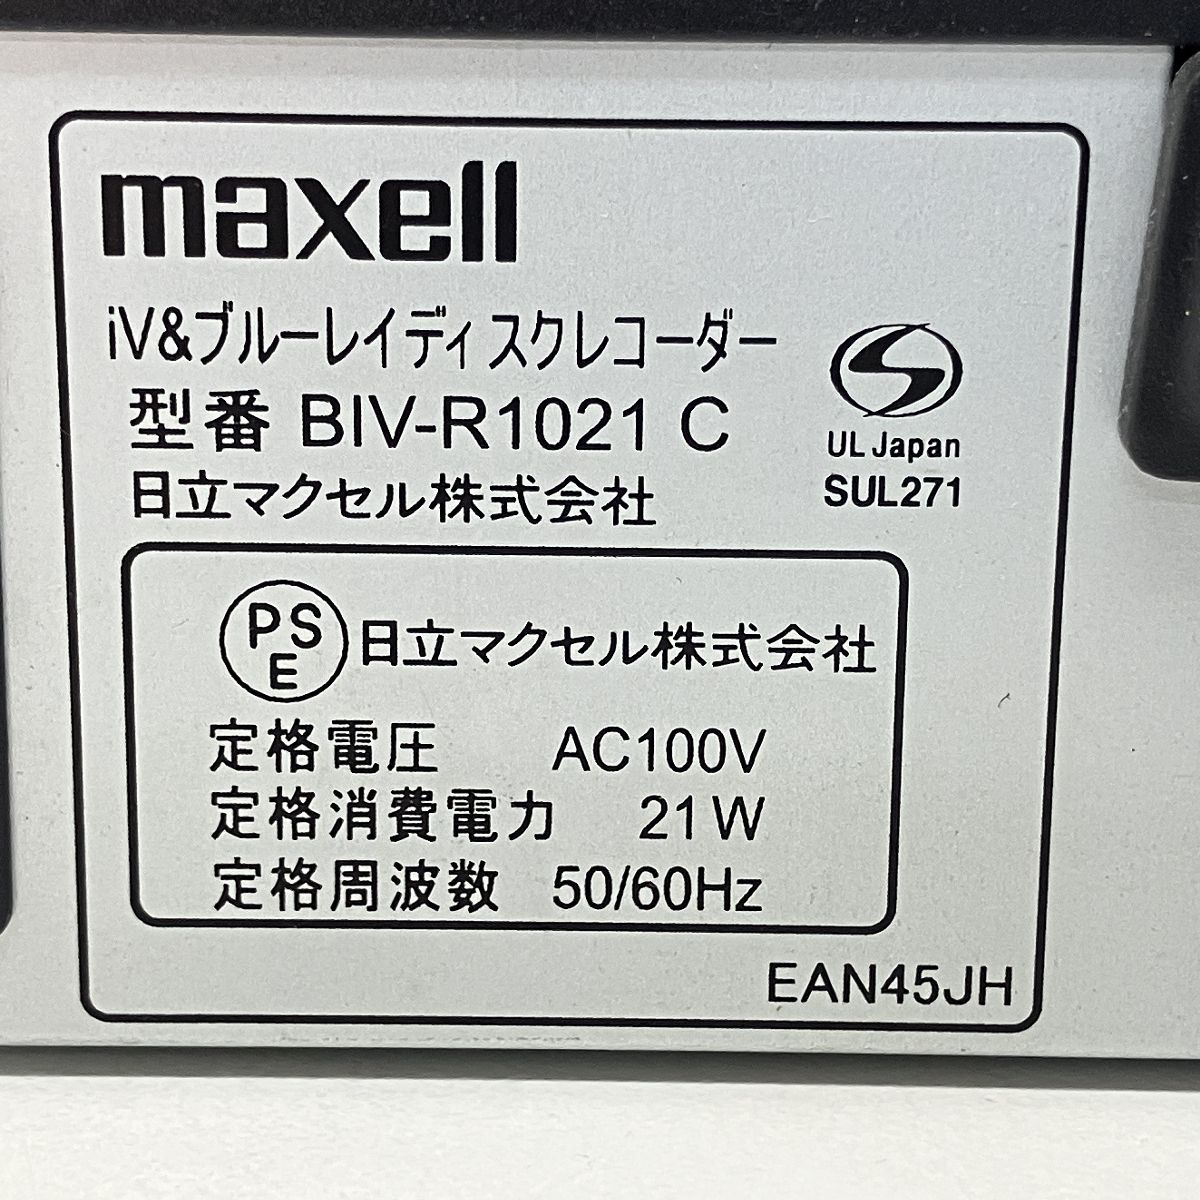 maxell
iV&ブルーレイディスクレコーダー
型番 BIV-R1021 C
日立マクセル株式会社
UL Japan
SUL271
PS
E
日立マクセル株式会社
定格電圧 AC100V
定格消費電力 21W
定格周波数 50/60Hz
EAN45JH